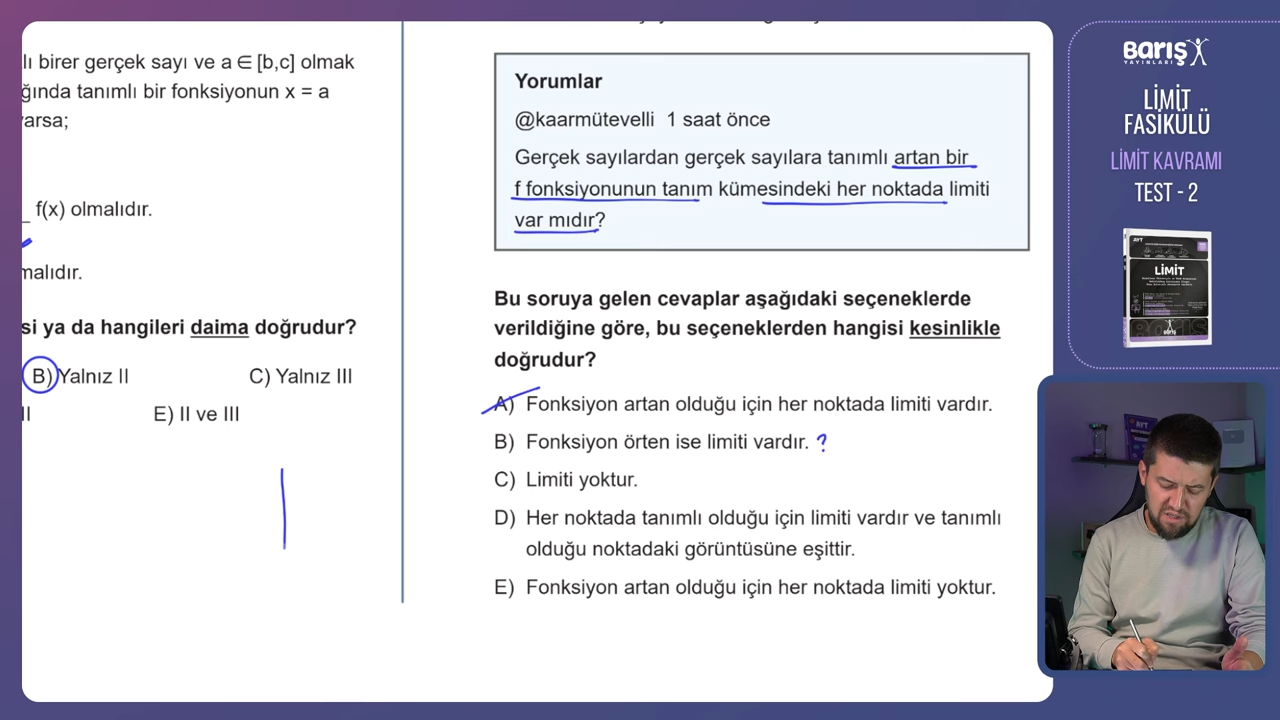 lı birer gerçek sayı ve a ∈ [b,c] olmak
ğında tanımlı bir fonksiyonun x = a
varsa;
f(x) olmalıdır.
malıdır.
si ya da hangileri daima doğrudur?
B) Yalnız II
C) Yalnız III
II
E) II ve III
Yorumlar
@kaarmütevelli 1 saat önce
Gerçek sayılardan gerçek sayılara tanımlı artan bir
f fonksiyonunun tanım kümesindeki her noktada limiti
var mıdır?
Bu soruya gelen cevaplar aşağıdaki seçeneklerde
verildiğine göre, bu seçeneklerden hangisi kesinlikle
doğrudur?
A) Fonksiyon artan olduğu için her noktada limiti vardır.
B) Fonksiyon örten ise limiti vardır. ?
C) Limiti yoktur.
D) Her noktada tanımlı olduğu için limiti vardır ve tanımlı
olduğu noktadaki görüntüsüne eşittir.
E) Fonksiyon artan olduğu için her noktada limiti yoktur.
BARIŞ
YAYINLARI
LİMİT
FASİKÜLÜ
LİMİT KAVRAMI
TEST - 2
AYT
LİMİT
BARIŞ